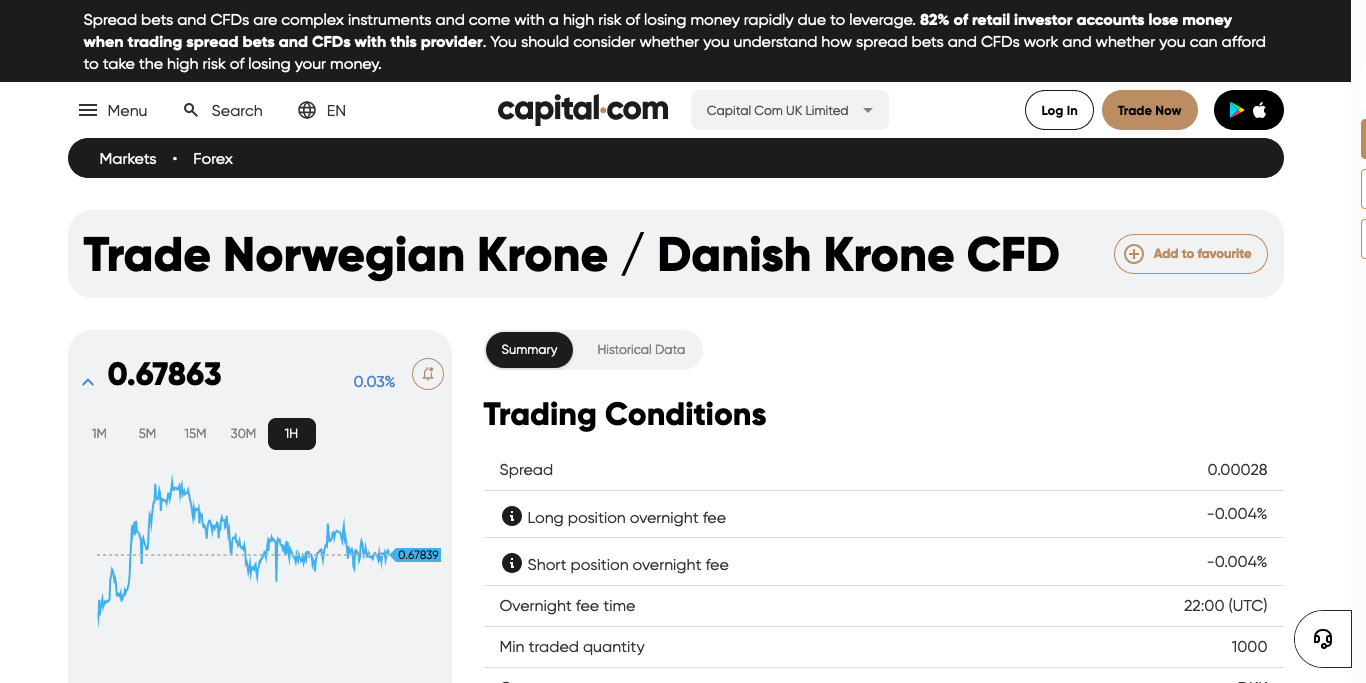 Spread bets and CFDs are complex instruments and come with a high risk of losing money rapidly due to leverage. 82% of retail investor accounts lose money
when trading spread bets and CFDs with this provider. You should consider whether you understand how spread bets and CFDs work and whether you can afford
to take the high risk of losing your money.
Menu Search EN capital.com Capital Com UK Limited Log In Trade Now
Markets • Forex
Trade Norwegian Krone / Danish Krone CFD Add to favourite
0.67863 0.03%
1M 5M 15M 30M 1H
0.67839
Summary Historical Data
Trading Conditions
Spread 0.00028
Long position overnight fee -0.004%
Short position overnight fee -0.004%
Overnight fee time 22:00 (UTC)
Min traded quantity 1000